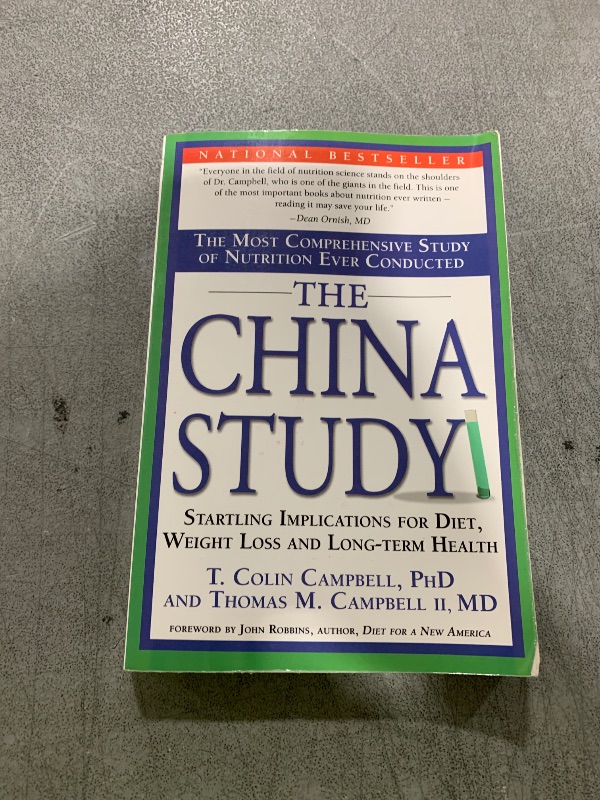 NATIONAL BESTSELLER
"Everyone in the field of nutrition science stands on the shoulders
of Dr. Campbell, who is one of the giants in the field. This is one
of the most important books about nutrition ever written –
reading it may save your life."
–Dean Ornish, MD
THE MOST COMPREHENSIVE STUDY
OF NUTRITION EVER CONDUCTED
THE
CHINA
STUDY
STARTLING IMPLICATIONS FOR DIET,
WEIGHT LOSS AND LONG-TERM HEALTH
T. COLIN CAMPBELL, PHD
AND THOMAS M. CAMPBELL II, MD
FOREWORD BY JOHN ROBBINS, AUTHOR, DIET FOR A NEW AMERICA